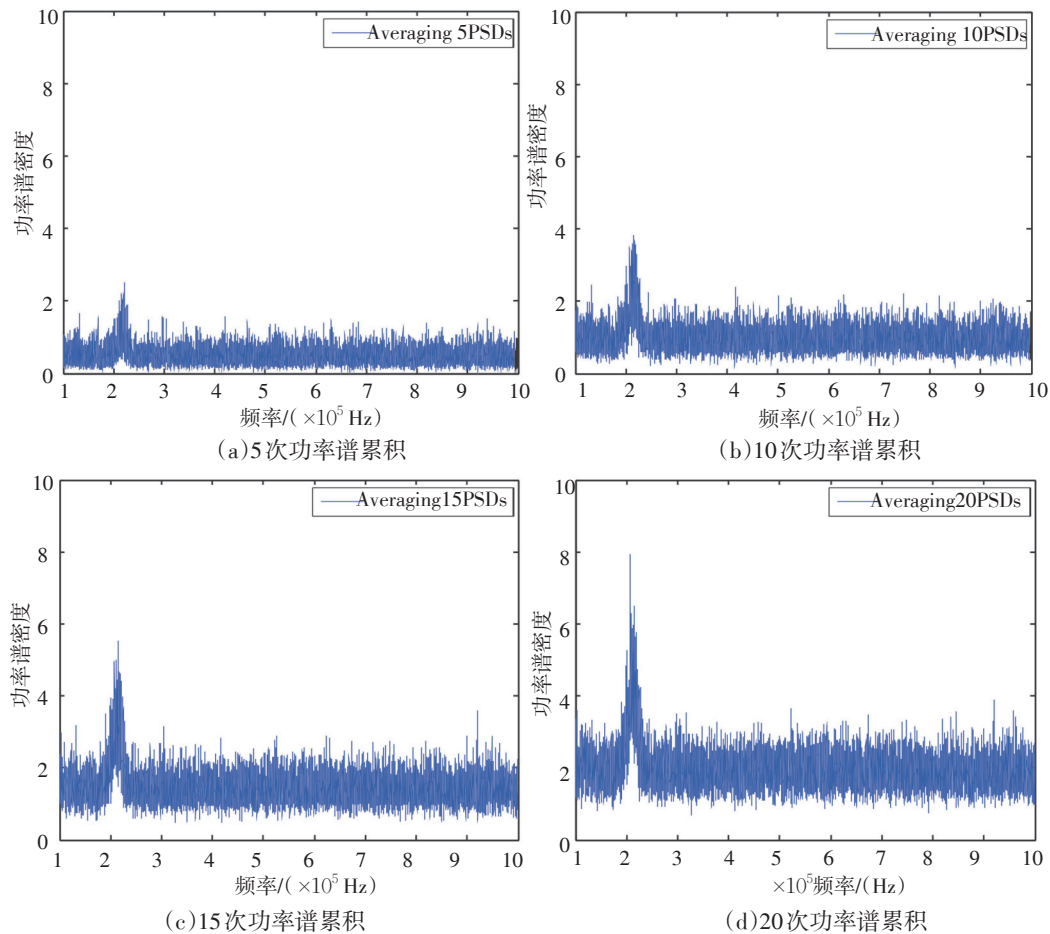 10
8
6
4
2
0
功率谱密度
Averaging 5PSDs
1 2 3 4 5 6 7 8 9 10
频率/(×10⁵ Hz)
(a)5次功率谱累积
10
8
6
4
2
0
功率谱密度
Averaging 10PSDs
1 2 3 4 5 6 7 8 9 10
频率/(×10⁵ Hz)
(b)10次功率谱累积
10
8
6
4
2
0
功率谱密度
Averaging15PSDs
1 2 3 4 5 6 7 8 9 10
频率/(×10⁵ Hz)
(c)15次功率谱累积
10
8
6
4
2
0
功率谱密度
Averaging20PSDs
1 2 3 4 5 6 7 8 9 10
×10⁵频率/(Hz)
(d)20次功率谱累积